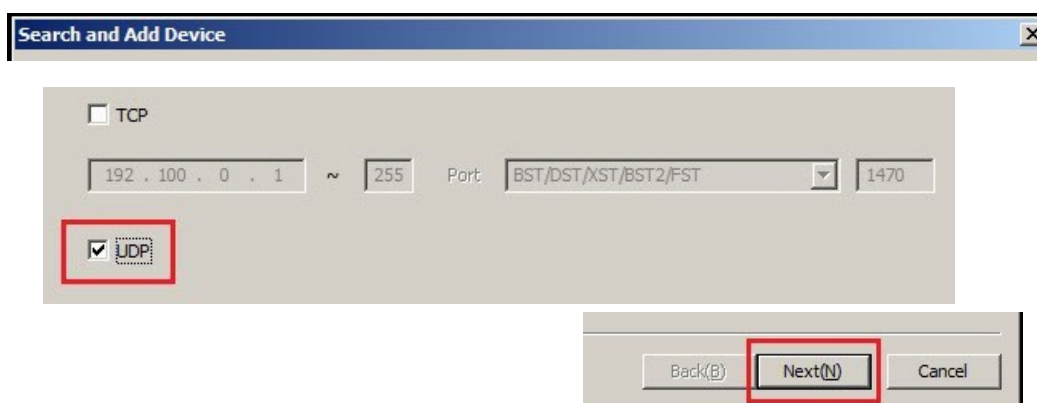 Search and Add Device
TCP
192 . 100 . 0 . 1 ~ 255 Port BST/DST/XST/BST2/FST 1470
UDP
Back(B) Next(N) Cancel